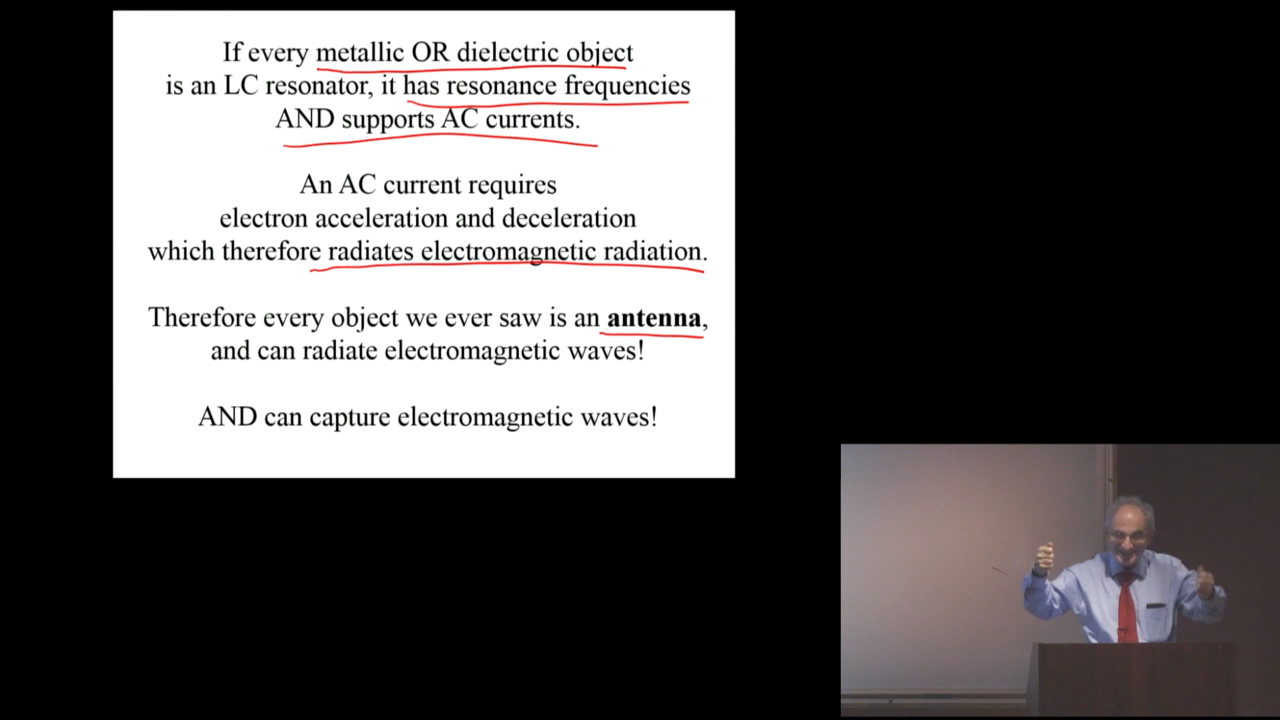 If every metallic OR dielectric object
is an LC resonator, it has resonance frequencies
AND supports AC currents.
An AC current requires
electron acceleration and deceleration
which therefore radiates electromagnetic radiation.
Therefore every object we ever saw is an antenna,
and can radiate electromagnetic waves!
AND can capture electromagnetic waves!